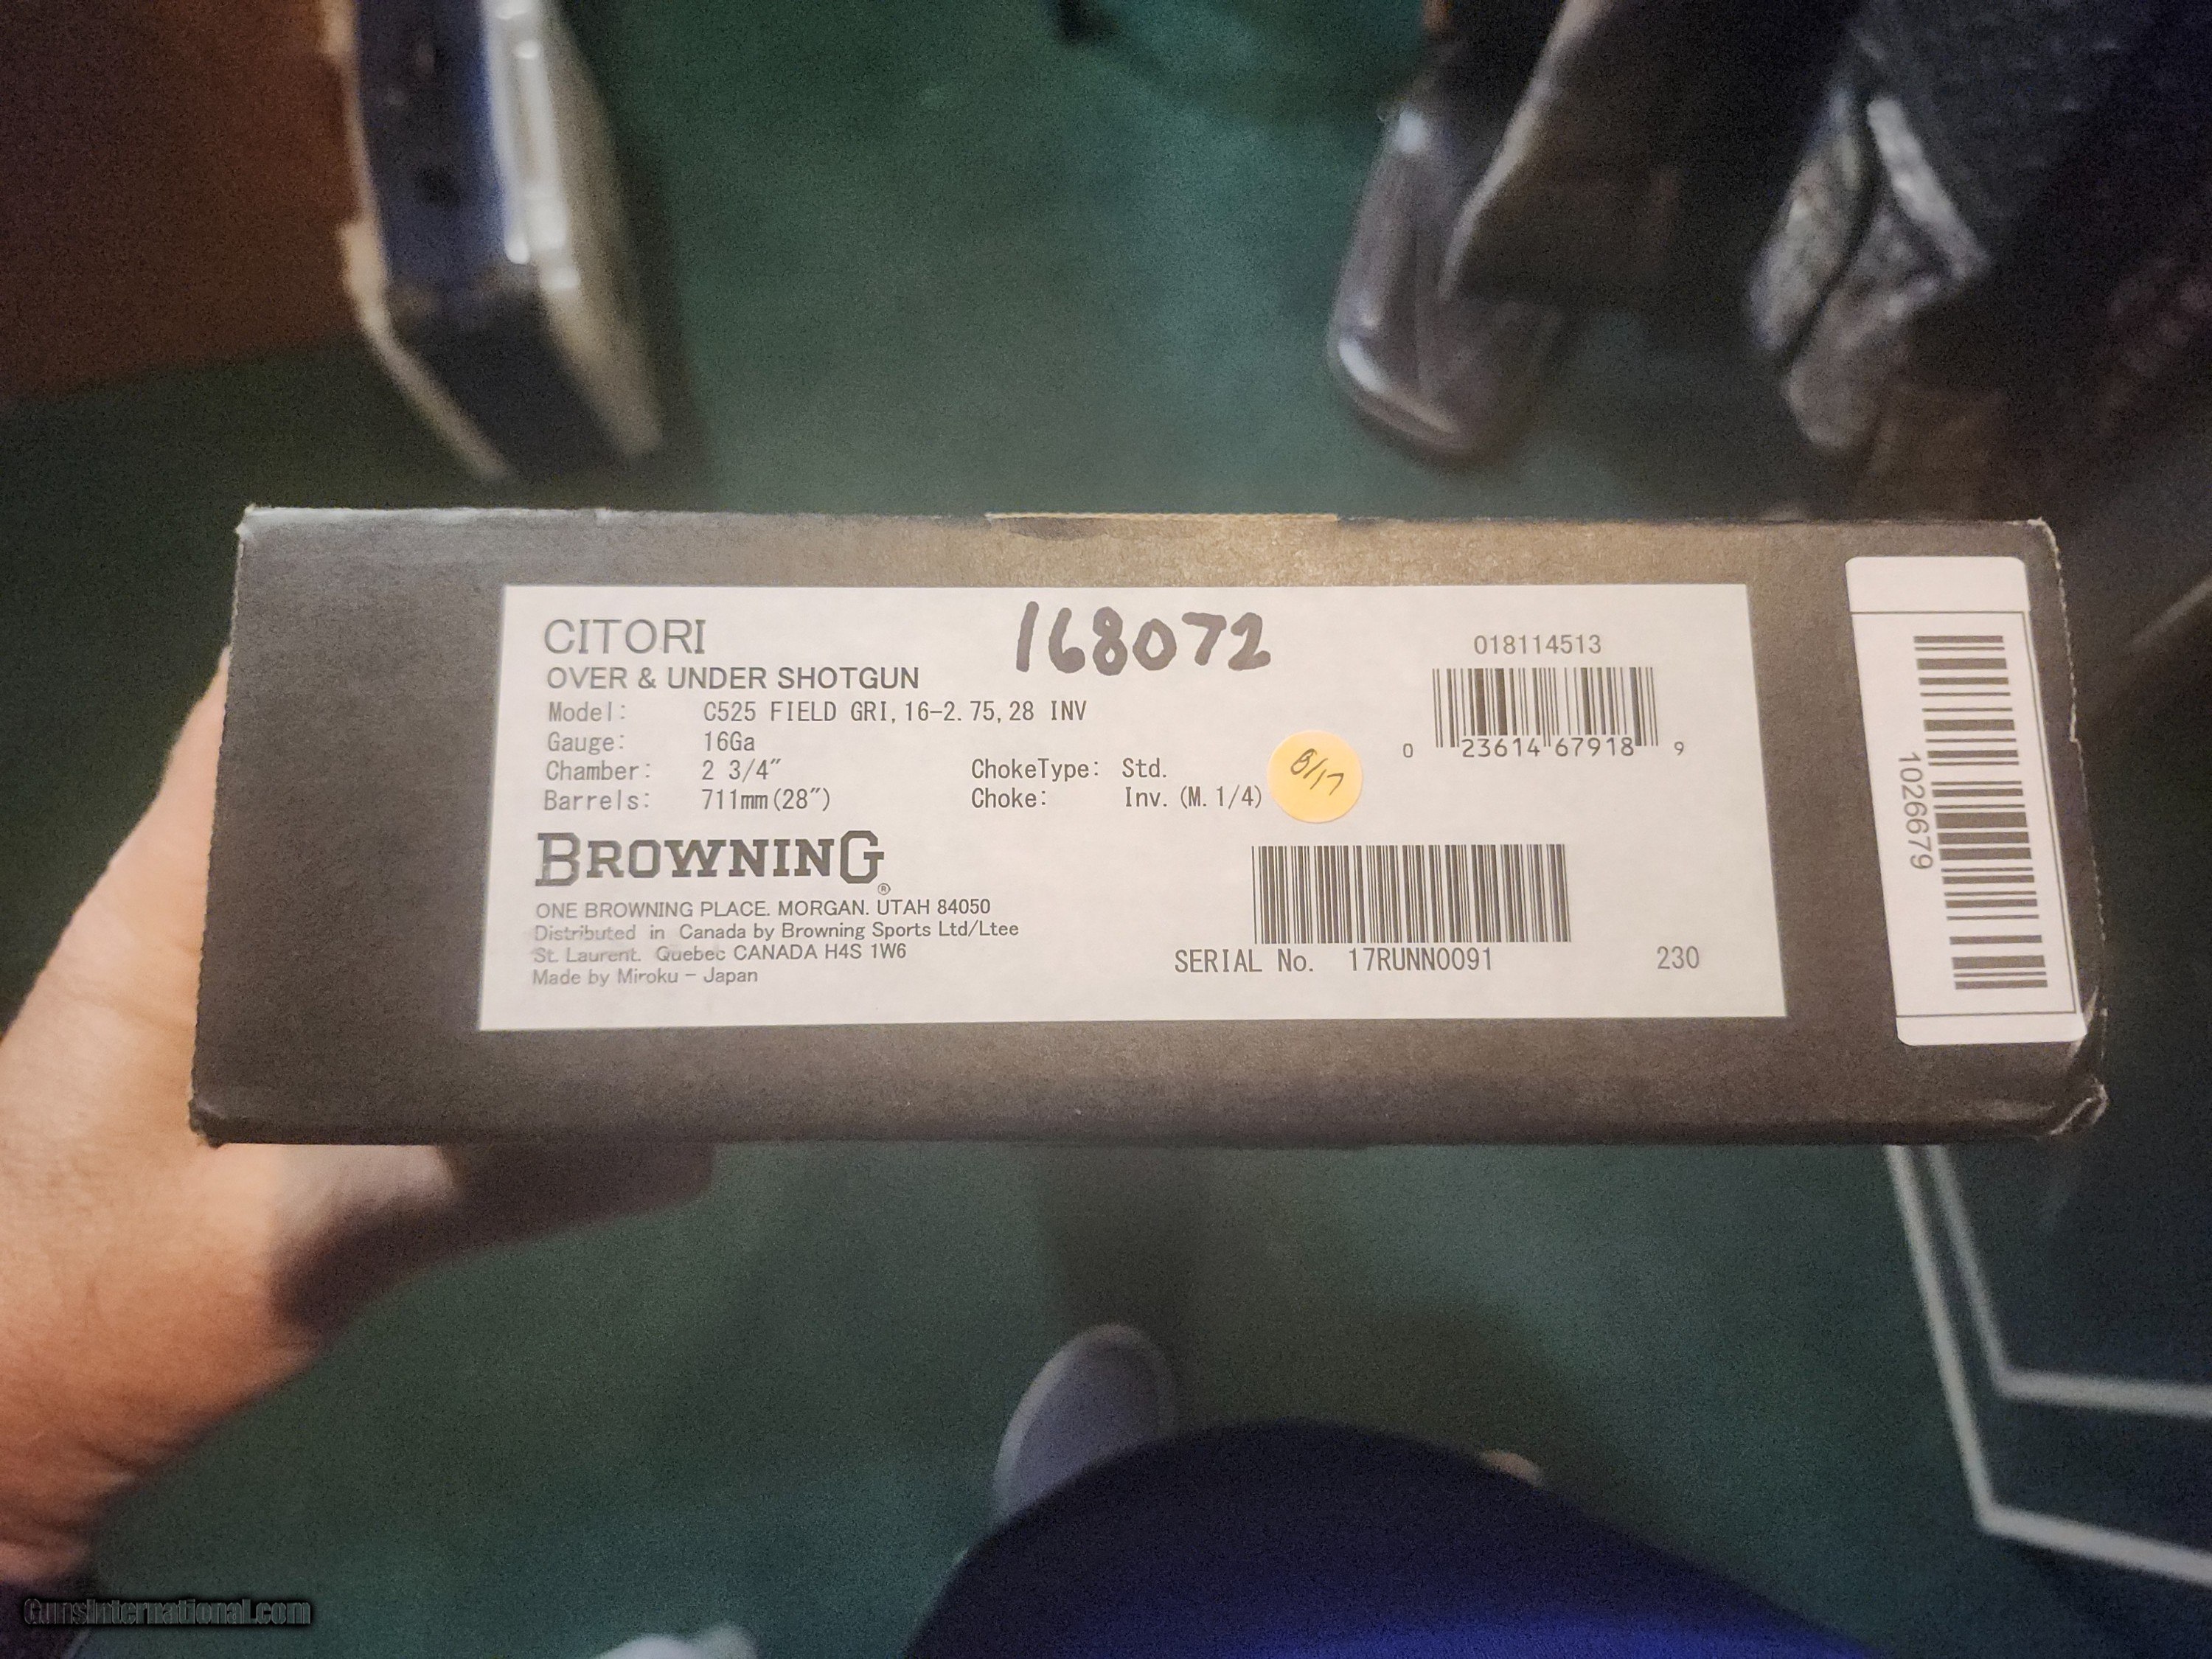 CITORI
168072
OVER & UNDER SHOTGUN
018114513
Model: C525 FIELD GRI,16-2.75,28 INV
Gauge: 16Ga
0 23614 67918 9
Chamber: 2 3/4" ChokeType: Std.
Barrels: 711mm(28") Choke: Inv. (M.1/4)
8/17
BROWNING®
ONE BROWNING PLACE. MORGAN. UTAH 84050
Distributed in Canada by Browning Sports Ltd/Ltee
St. Laurent. Quebec CANADA H4S 1W6
Made by Miroku - Japan
SERIAL No. 17RUNN0091
230
1026679
GunsInternational.com